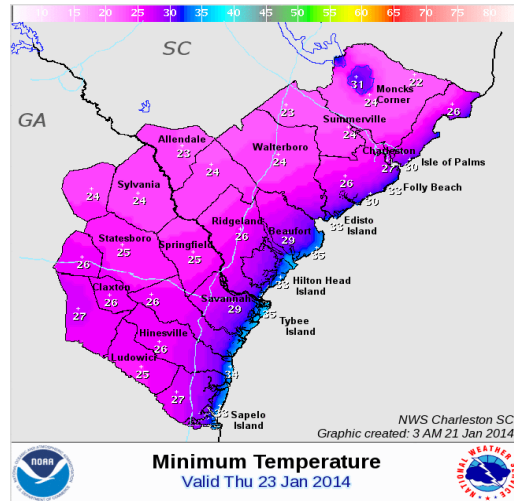 10 15 20 25 30 35 40 45 50 55 60 65 70 75 80
SC
GA
31
22
Moncks
Corner
24
26
23
Summerville
24
Allendale
23
Walterboro
24
Charleston
27
30
Isle of Palms
24
26
33
Folly Beach
30
Sylvania
24
24
Ridgeland
26
Beaufort
29
33
Edisto
Island
Statesboro
25
Springfield
25
35
26
33
Hilton Head
Island
Claxton
26
26
Savannah
29
35
Tybee
Island
27
Hinesville
26
Ludowici
25
34
27
33
Sapelo
Island
NWS Charleston SC
Graphic created: 3 AM 21 Jan 2014
NOAA
Minimum Temperature
Valid Thu 23 Jan 2014